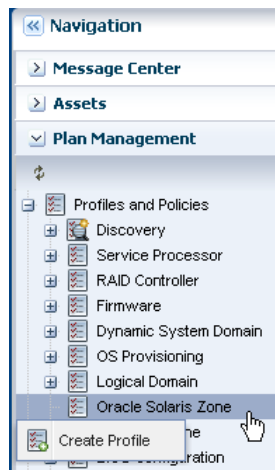 Navigation
Message Center
Assets
Plan Management
Profiles and Policies
Discovery
Service Processor
RAID Controller
Firmware
Dynamic System Domain
OS Provisioning
Logical Domain
Oracle Solaris Zone
Create Profile